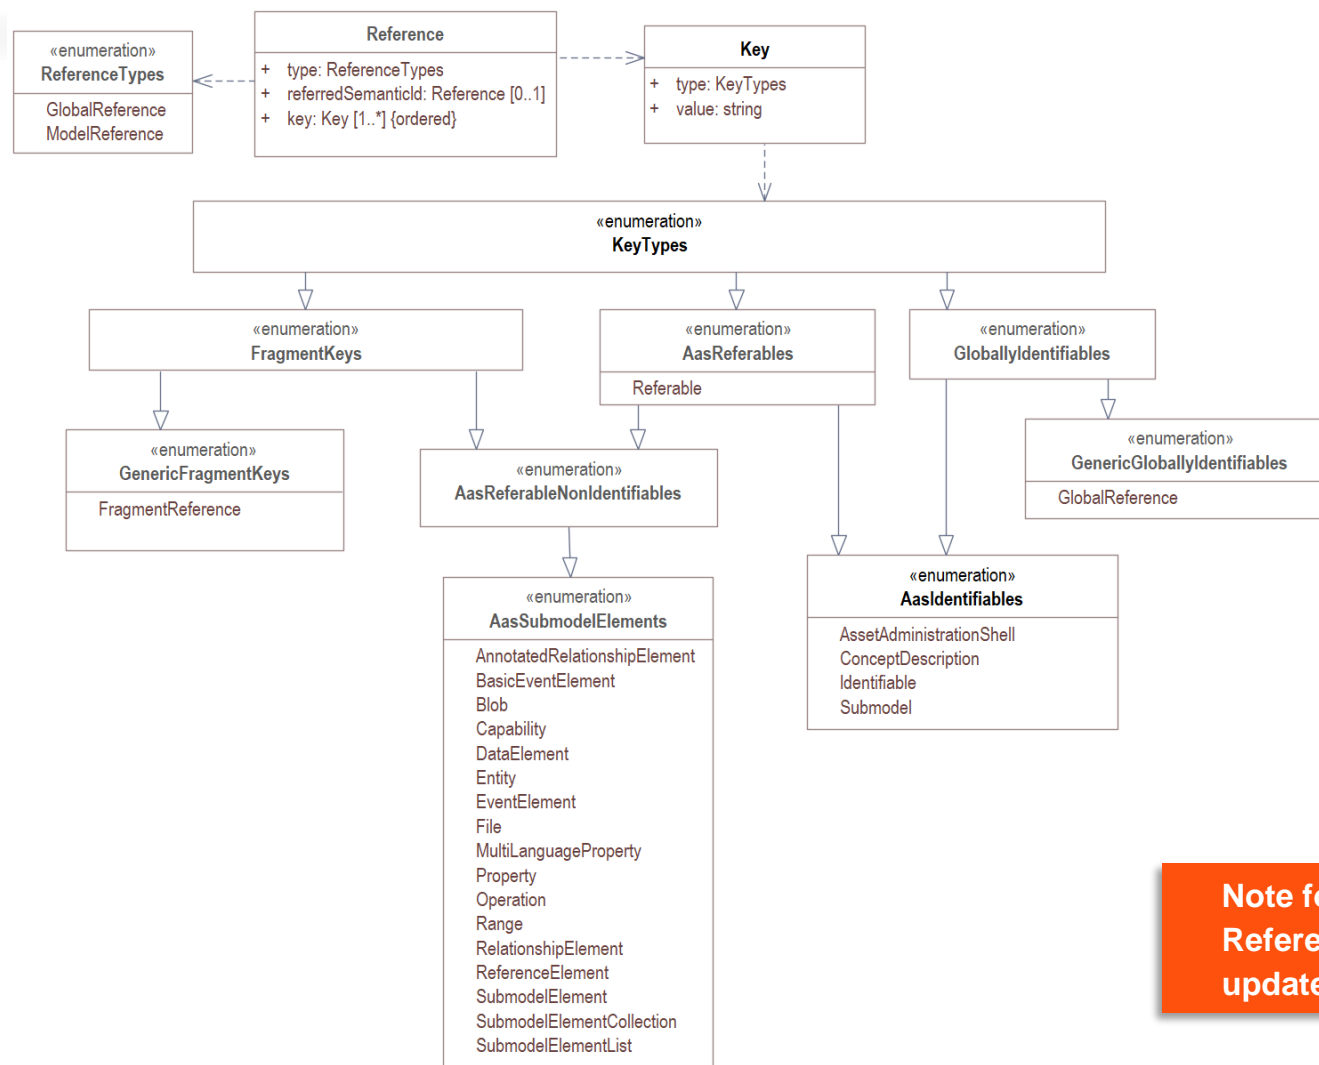 «enumeration»
ReferenceTypes
GlobalReference
ModelReference
Reference
+ type: ReferenceTypes
+ referredSemanticId: Reference [0..1]
+ key: Key [1..*] {ordered}
Key
+ type: KeyTypes
+ value: string
«enumeration»
KeyTypes
«enumeration»
FragmentKeys
«enumeration»
AasReferables
Referable
«enumeration»
GloballyIdentifiables
«enumeration»
GenericFragmentKeys
FragmentReference
«enumeration»
AasReferableNonIdentifiables
«enumeration»
GenericGloballyIdentifiables
GlobalReference
«enumeration»
AasSubmodelElements
AnnotatedRelationshipElement
BasicEventElement
Blob
Capability
DataElement
Entity
EventElement
File
MultiLanguageProperty
Property
Operation
Range
RelationshipElement
ReferenceElement
SubmodelElement
SubmodelElementCollection
SubmodelElementList
«enumeration»
AasIdentifiables
AssetAdministrationShell
ConceptDescription
Identifiable
Submodel
Note